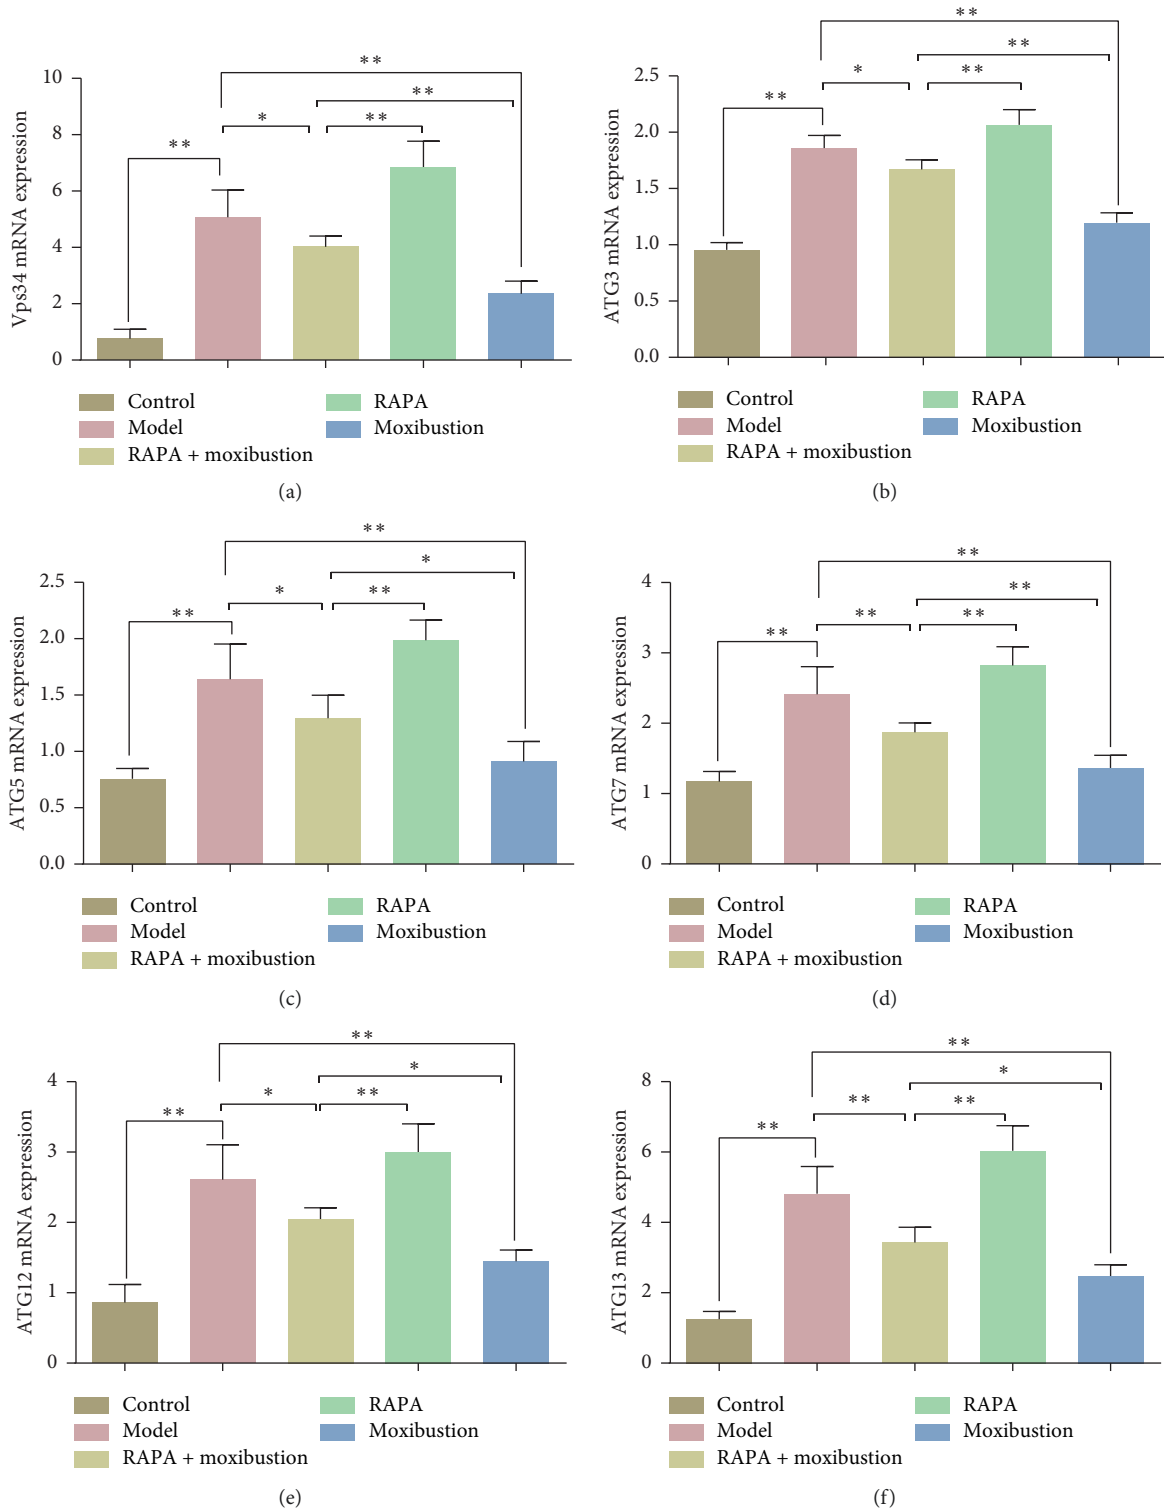 **
**
**
*
**
10
8
6
4
2
0
Vps34 mRNA expression
Control
Model
RAPA + moxibustion
RAPA
Moxibustion
(a)
**
**
*
**
**
2.5
2.0
1.5
1.0
0.5
0.0
ATG3 mRNA expression
Control
Model
RAPA + moxibustion
RAPA
Moxibustion
(b)
**
*
*
**
**
2.5
2.0
1.5
1.0
0.5
0.0
ATG5 mRNA expression
Control
Model
RAPA + moxibustion
RAPA
Moxibustion
(c)
**
**
**
**
**
4
3
2
1
0
ATG7 mRNA expression
Control
Model
RAPA + moxibustion
RAPA
Moxibustion
(d)
**
*
*
**
**
4
3
2
1
0
ATG12 mRNA expression
Control
Model
RAPA + moxibustion
RAPA
Moxibustion
(e)
**
*
**
**
**
8
6
4
2
0
ATG13 mRNA expression
Control
Model
RAPA + moxibustion
RAPA
Moxibustion
(f)